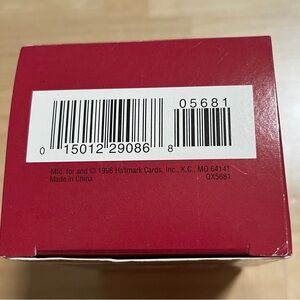 05681
0 15012 29086 8
Mfd. for and © 1996 Hallmark Cards, Inc., K.C., MO 64141
Made in China QX5681